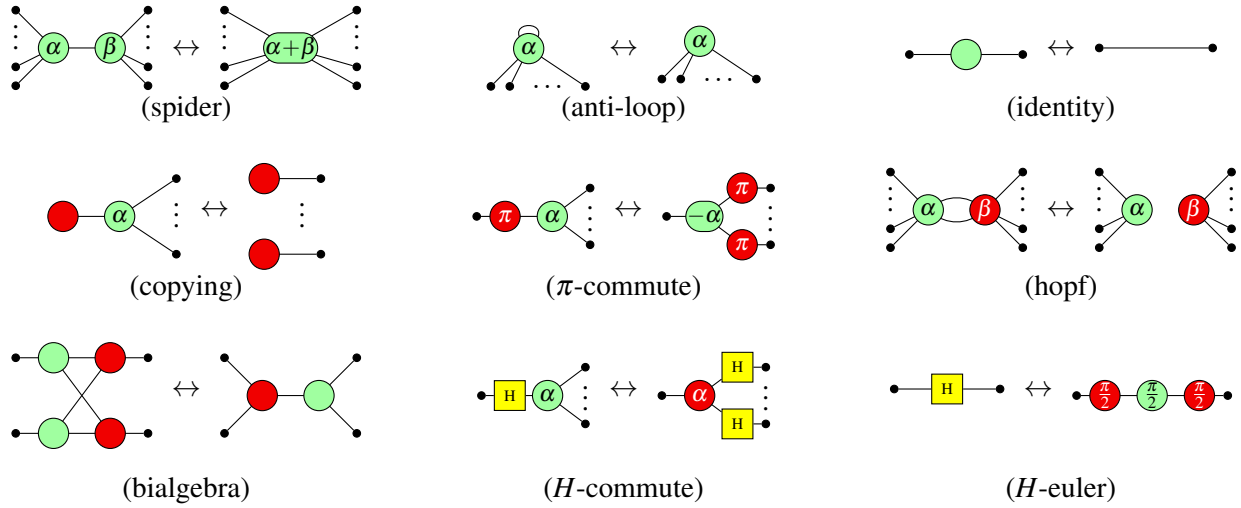 α β ↔ α+β
α ↔ α
↔
(spider) (anti-loop) (identity)
α ↔
π α ↔ −α π π
α β ↔ α β
(copying) (π-commute) (hopf)
↔
H α ↔ α H H
H ↔ π/2 π/2 π/2
(bialgebra) (H-commute) (H-euler)